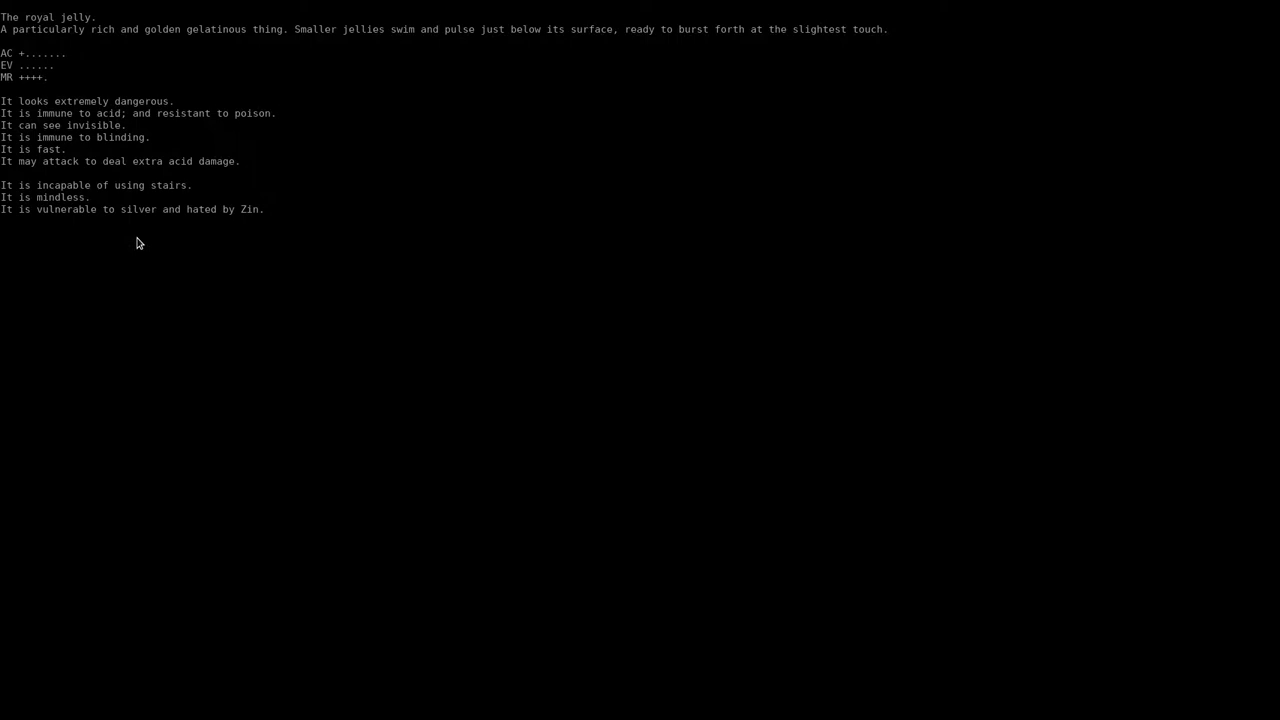 The royal jelly.
A particularly rich and golden gelatinous thing. Smaller jellies swim and pulse just below its surface, ready to burst forth at the slightest touch.
AC +.......
EV ......
MR ++++.
It looks extremely dangerous.
It is immune to acid; and resistant to poison.
It can see invisible.
It is immune to blinding.
It is fast.
It may attack to deal extra acid damage.
It is incapable of using stairs.
It is mindless.
It is vulnerable to silver and hated by Zin.